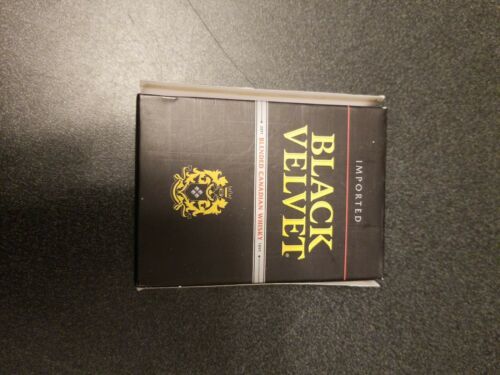 IMPORTED
BLACK
VELVET
BLENDED CANADIAN WHISKY